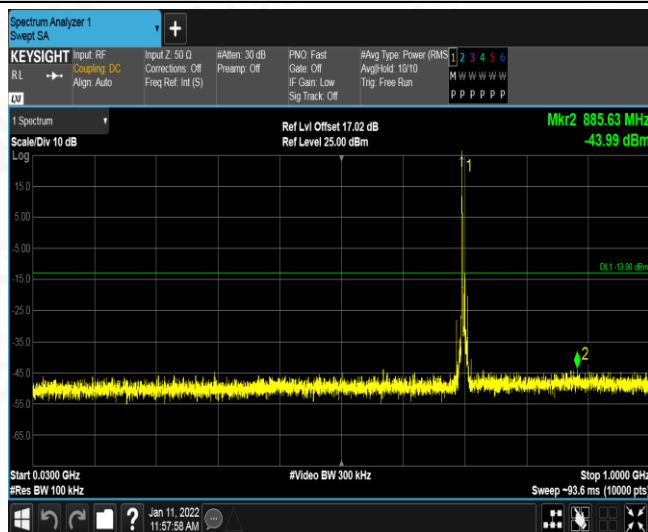 Spectrum Analyzer 1
Swept SA
+
KEYSIGHT
RL
Input: RF
Coupling: DC
Align: Auto
Input Z: 50 Ω
Corrections: Off
Freq Ref: Int (S)
#Atten: 30 dB
Preamp: Off
PNO: Fast
Gate: Off
IF Gain: Low
Sig Track: Off
#Avg Type: Power (RMS
Avg|Hold: 10/10
Trig: Free Run
1 2 3 4 5 6
M W W W W W
P P P P P P
LXI
1 Spectrum
Scale/Div 10 dB
Log
Ref Lvl Offset 17.02 dB
Ref Level 25.00 dBm
Mkr2 885.63 MHz
-43.99 dBm
1
15.0
5.00
-5.00
DL1 -13.00 dBm
-15.0
-25.0
-35.0
2
-45.0
-55.0
-65.0
Start 0.0300 GHz
#Res BW 100 kHz
#Video BW 300 kHz
Stop 1.0000 GHz
Sweep ~93.6 ms (10000 pts)
?
Jan 11, 2022
11:57:58 AM